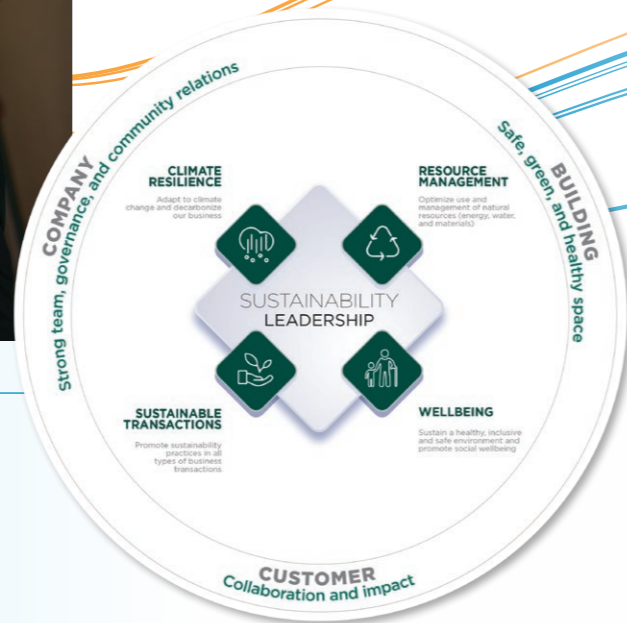 COMPANY
Strong team, governance, and community relations
BUILDING
Safe, green, and healthy space
CLIMATE
RESILIENCE
Adapt to climate
change and decarbonize
our business
RESOURCE
MANAGEMENT
Optimize use and
management of natural
resources (energy, water,
and materials)
SUSTAINABILITY
LEADERSHIP
SUSTAINABLE
TRANSACTIONS
Promote sustainability
practices in all
types of business
transactions
WELLBEING
Sustain a healthy, inclusive
and safe environment and
promote social wellbeing
CUSTOMER
Collaboration and impact